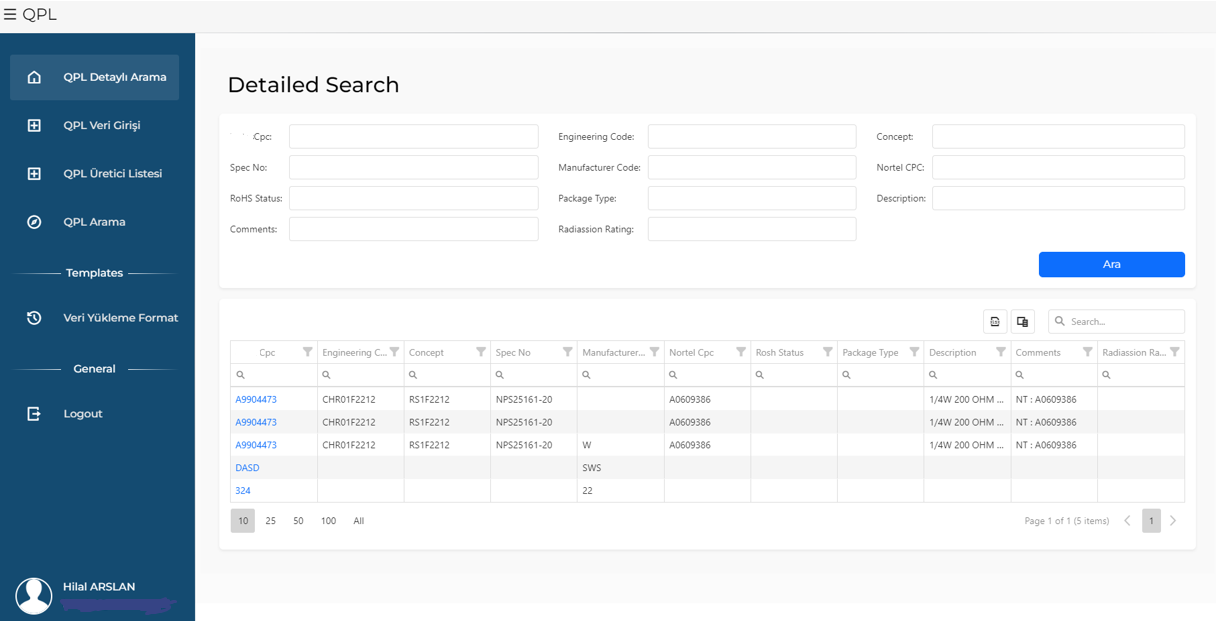 QPL
QPL Detaylı Arama
QPL Veri Girişi
QPL Üretici Listesi
QPL Arama
Templates
Veri Yükleme Format
General
Logout
Hilal ARSLAN
Detailed Search
Cpc: Engineering Code: Concept:
Spec No: Manufacturer Code: Nortel CPC:
RoHS Status: Package Type: Description:
Comments: Radiassion Rating:
Ara
Search...
Cpc Engineering C... Concept Spec No Manufacturer... Nortel Cpc Rosh Status Package Type Description Comments Radiassion Ra...
A9904473 CHR01F2212 RS1F2212 NPS25161-20 A0609386 1/4W 200 OHM ... NT : A0609386
A9904473 CHR01F2212 RS1F2212 NPS25161-20 A0609386 1/4W 200 OHM ... NT : A0609386
A9904473 CHR01F2212 RS1F2212 NPS25161-20 W A0609386 1/4W 200 OHM ... NT : A0609386
DASD SWS
324 22
10 25 50 100 All Page 1 of 1 (5 items) 1